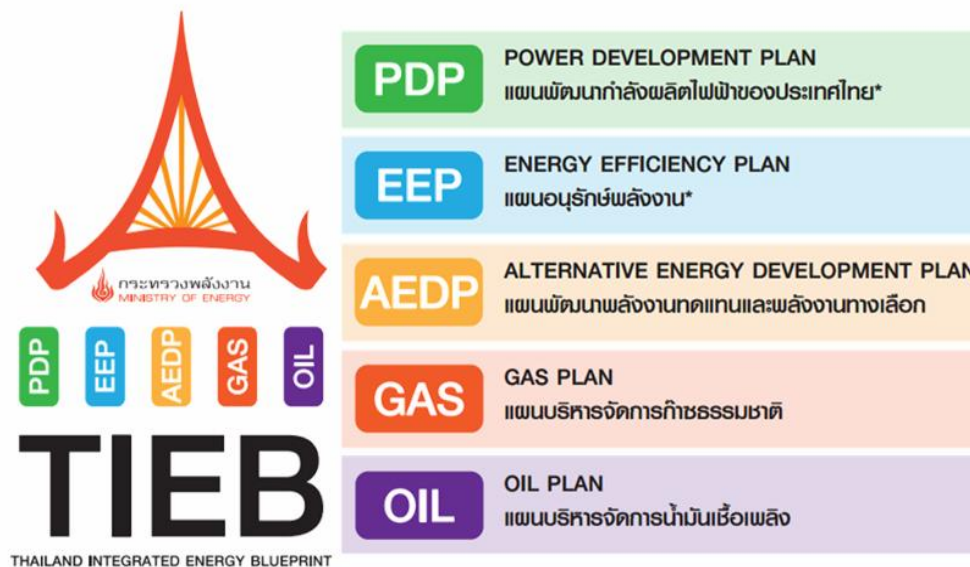 กระทรวงพลังงาน
MINISTRY OF ENERGY
PDP
EEP
AEDP
GAS
OIL
TIEB
THAILAND INTEGRATED ENERGY BLUEPRINT
PDP
POWER DEVELOPMENT PLAN
แผนพัฒนากำลังผลิตไฟฟ้าของประเทศไทย*
EEP
ENERGY EFFICIENCY PLAN
แผนอนุรักษ์พลังงาน*
AEDP
ALTERNATIVE ENERGY DEVELOPMENT PLAN
แผนพัฒนาพลังงานทดแทนและพลังงานทางเลือก
GAS
GAS PLAN
แผนบริหารจัดการก๊าซธรรมชาติ
OIL
OIL PLAN
แผนบริหารจัดการน้ำมันเชื้อเพลิง